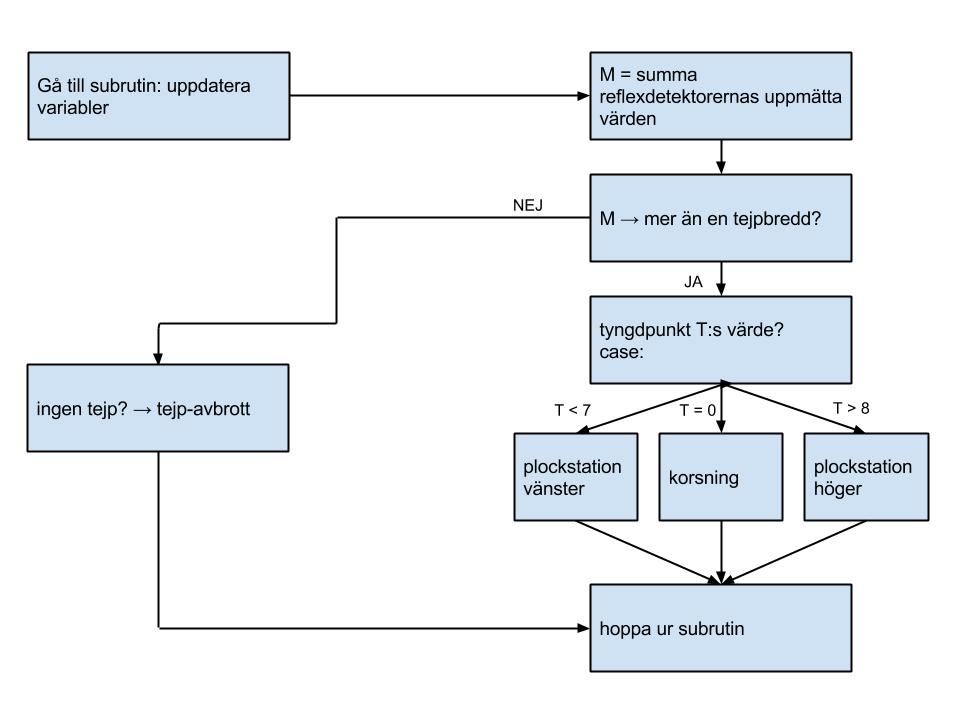 Gå till subrutin: uppdatera
variabler
M = summa
reflexdetektorernas uppmätta
värden
NEJ
M → mer än en tejpbredd?
JA
tyngdpunkt T:s värde?
case:
ingen tejp? → tejp-avbrott
T < 7
T = 0
T > 8
plockstation
vänster
korsning
plockstation
höger
hoppa ur subrutin